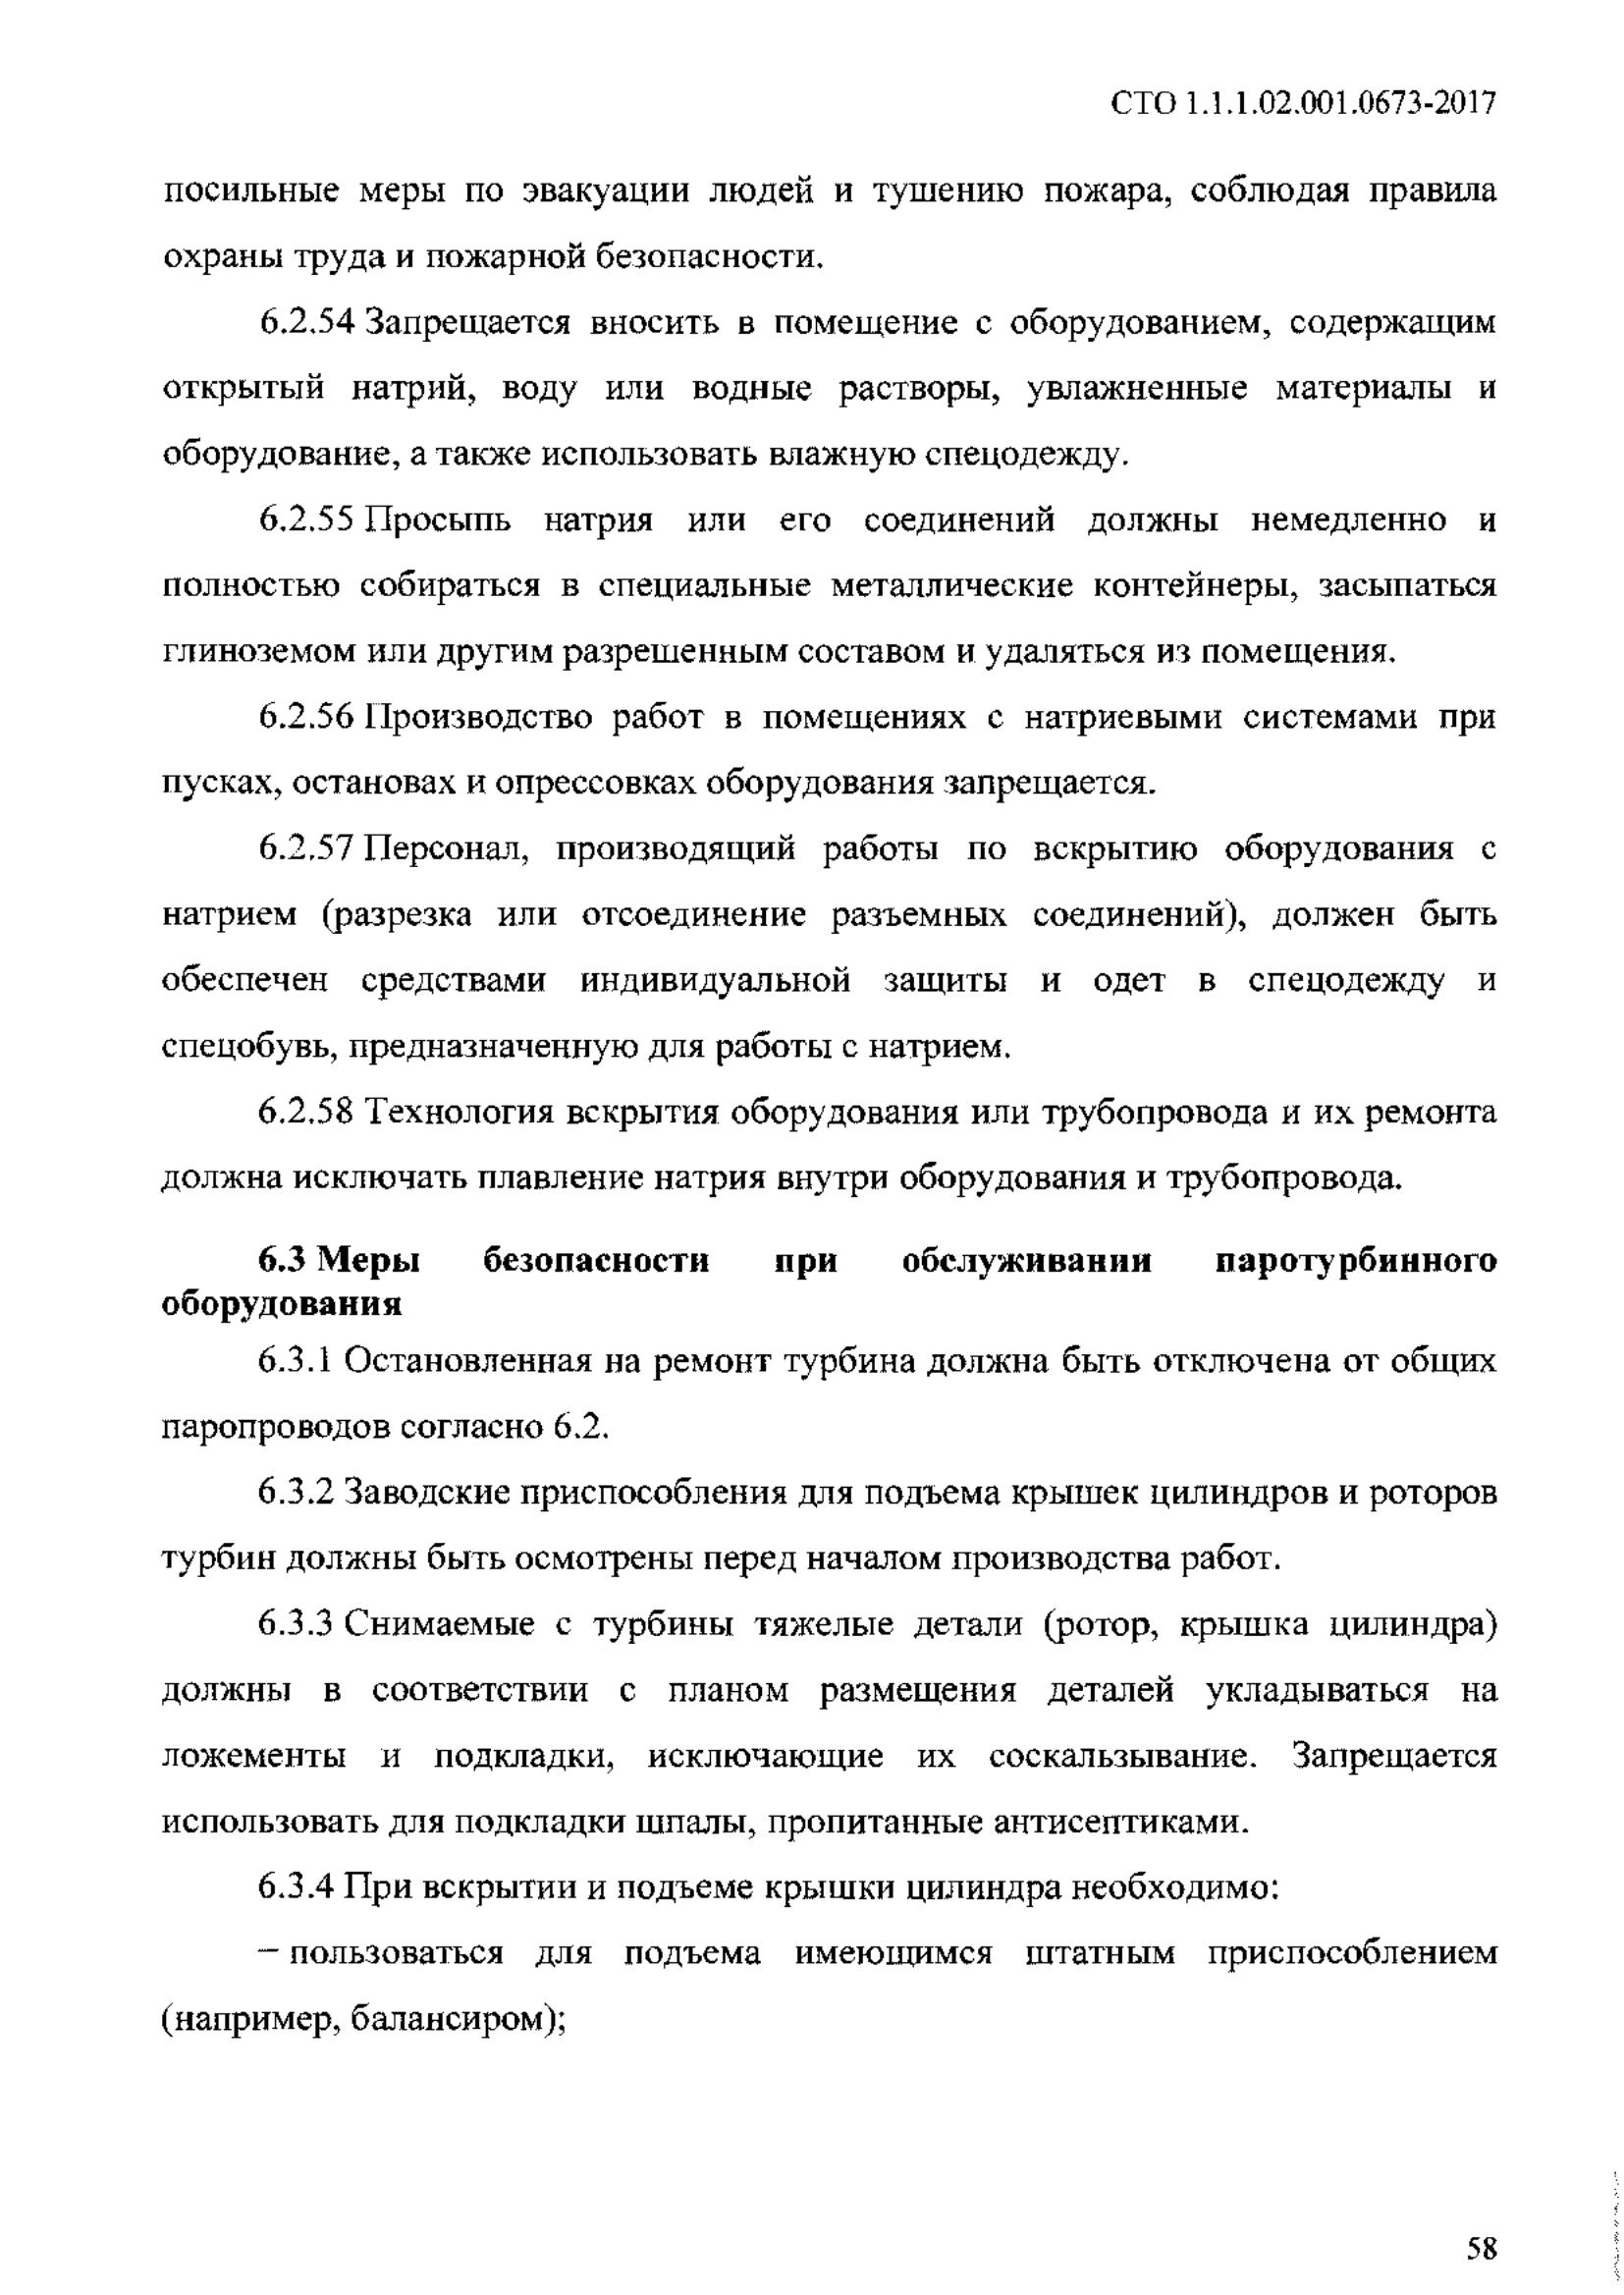 СТО 1.1.1.02.001.0673-2017
посильные меры по эвакуации людей и тушению пожара, соблюдая правила
охраны труда и пожарной безопасности.
6.2.54 Запрещается вносить в помещение с оборудованием, содержащим
открытый натрий, воду или водные растворы, увлажненные материалы и
оборудование, а также использовать влажную спецодежду.
6.2.55 Просыпь натрия или его соединений должны немедленно и
полностью собираться в специальные металлические контейнеры, засыпаться
глиноземом или другим разрешенным составом и удаляться из помещения.
6.2.56 Производство работ в помещениях с натриевыми системами при
пусках, остановах и опрессовках оборудования запрещается.
6.2.57 Персонал, производящий работы по вскрытию оборудования с
натрием (разрезка или отсоединение разъемных соединений), должен быть
обеспечен средствами индивидуальной защиты и одет в спецодежду и
спецобувь, предназначенную для работы с натрием.
6.2.58 Технология вскрытия оборудования или трубопровода и их ремонта
должна исключать плавление натрия внутри оборудования и трубопровода.
6.3 Меры безопасности при обслуживании паротурбинного
оборудования
6.3.1 Остановленная на ремонт турбина должна быть отключена от общих
паропроводов согласно 6.2.
6.3.2 Заводские приспособления для подъема крышек цилиндров и роторов
турбин должны быть осмотрены перед началом производства работ.
6.3.3 Снимаемые с турбины тяжелые детали (ротор, крышка цилиндра)
должны в соответствии с планом размещения деталей укладываться на
ложементы и подкладки, исключающие их соскальзывание. Запрещается
использовать для подкладки шпалы, пропитанные антисептиками.
6.3.4 При вскрытии и подъеме крышки цилиндра необходимо:
– пользоваться для подъема имеющимся штатным приспособлением
(например, балансиром);
58